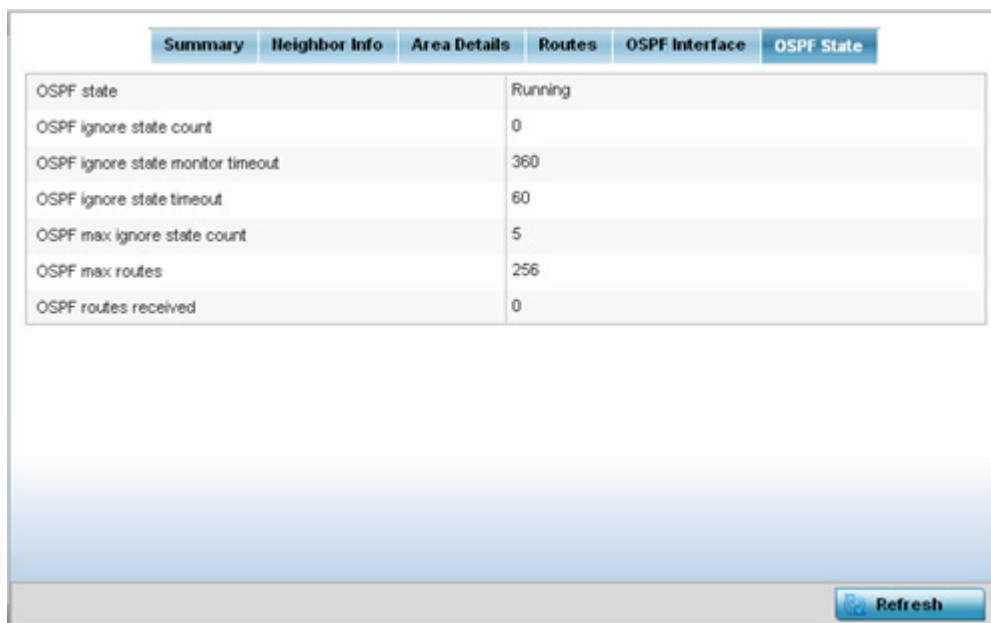 Summary Neighbor Info Area Details Routes OSPF Interface OSPF State
OSPF state Running
OSPF ignore state count 0
OSPF ignore state monitor timeout 360
OSPF ignore state timeout 60
OSPF max ignore state count 5
OSPF max routes 256
OSPF routes received 0
Refresh